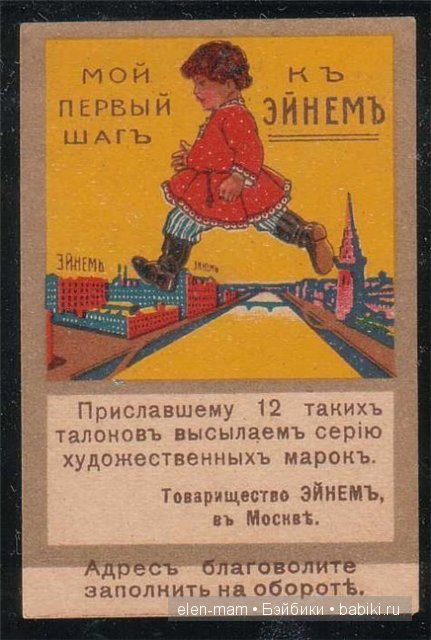 МОЙ
ПЕРВЫЙ
ШАГЪ
КЪ
ЭЙНЕМЪ
ЭЙНЕМЪ
ЭЙНЕМЪ
Приславшему 12 такихъ
талоновъ высылаемъ серію
художественныхъ марокъ.
Товарищество ЭЙНЕМЪ,
въ Москвѣ.
Адресъ благоволите
заполнить на оборотѣ.
elen-mam • Бэйбики • babiki.ru